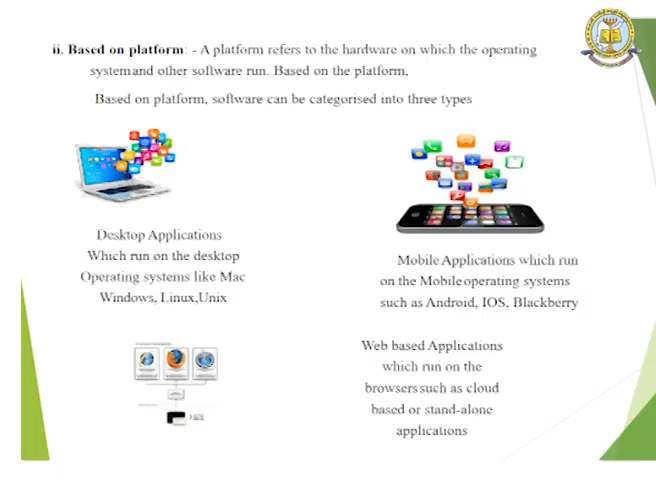 ii. Based on platform: - A platform refers to the hardware on which the operating
system and other software run. Based on the platform,
Based on platform, software can be categorised into three types
Desktop Applications
Which run on the desktop
Operating systems like Mac
Windows, Linux,Unix
Mobile Applications which run
on the Mobile operating systems
such as Android, IOS, Blackberry
Web based Applications
which run on the
browsers such as cloud
based or stand-alone
applications